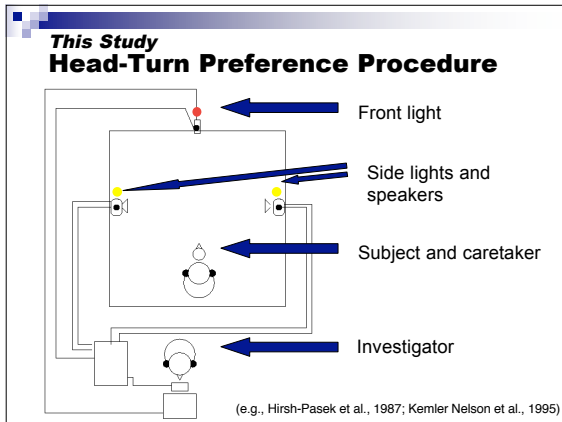 This Study
Head-Turn Preference Procedure
Front light
Side lights and
speakers
Subject and caretaker
Investigator
(e.g., Hirsh-Pasek et al., 1987; Kemler Nelson et al., 1995)